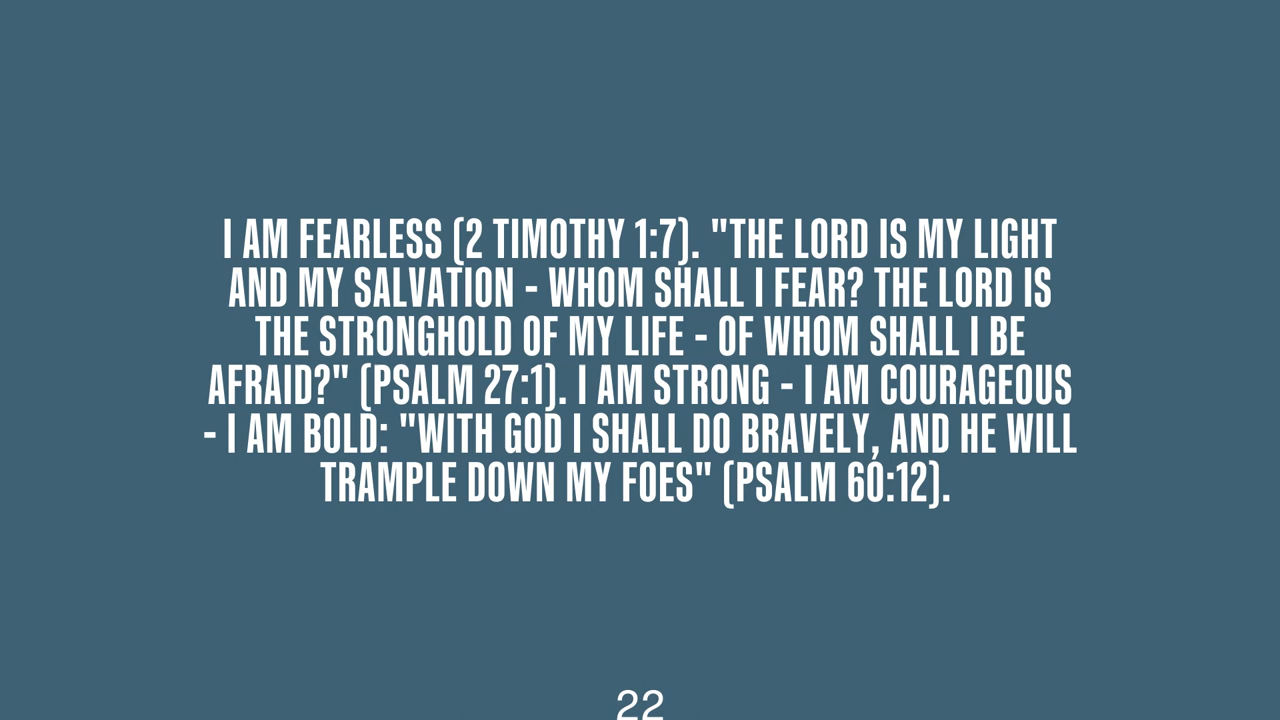 I AM FEARLESS (2 TIMOTHY 1:7). "THE LORD IS MY LIGHT
AND MY SALVATION - WHOM SHALL I FEAR? THE LORD IS
THE STRONGHOLD OF MY LIFE - OF WHOM SHALL I BE
AFRAID?" (PSALM 27:1). I AM STRONG - I AM COURAGEOUS
- I AM BOLD: "WITH GOD I SHALL DO BRAVELY, AND HE WILL
TRAMPLE DOWN MY FOES" (PSALM 60:12).
22